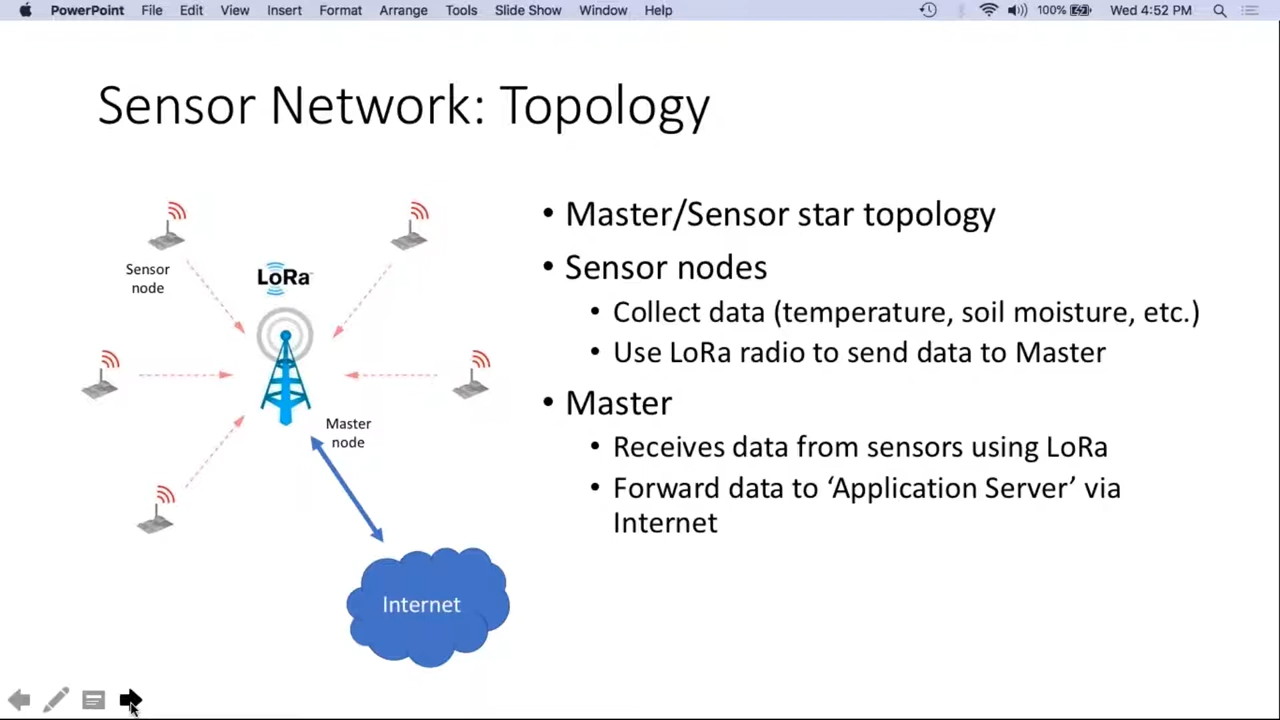 PowerPoint File Edit View Insert Format Arrange Tools Slide Show Window Help 100% Wed 4:52 PM
Sensor Network: Topology
Sensor
node
LoRa
Master
node
Internet
• Master/Sensor star topology
• Sensor nodes
• Collect data (temperature, soil moisture, etc.)
• Use LoRa radio to send data to Master
• Master
• Receives data from sensors using LoRa
• Forward data to ‘Application Server’ via
Internet